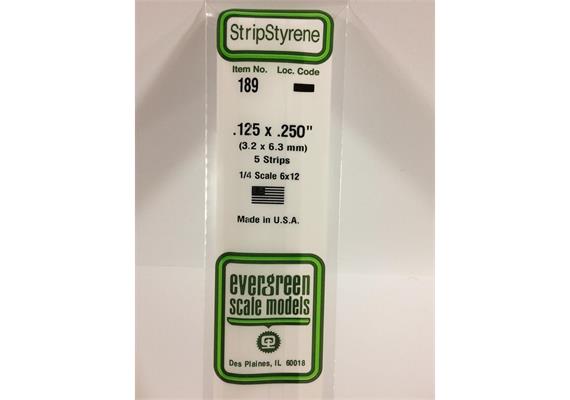 StripStyrene
Item No. Loc. Code
189
.125 x .250"
(3.2 x 6.3 mm)
5 Strips
1/4 Scale 6x12
Made in U.S.A.
evergreen
scale models
Des Plaines, IL 60018